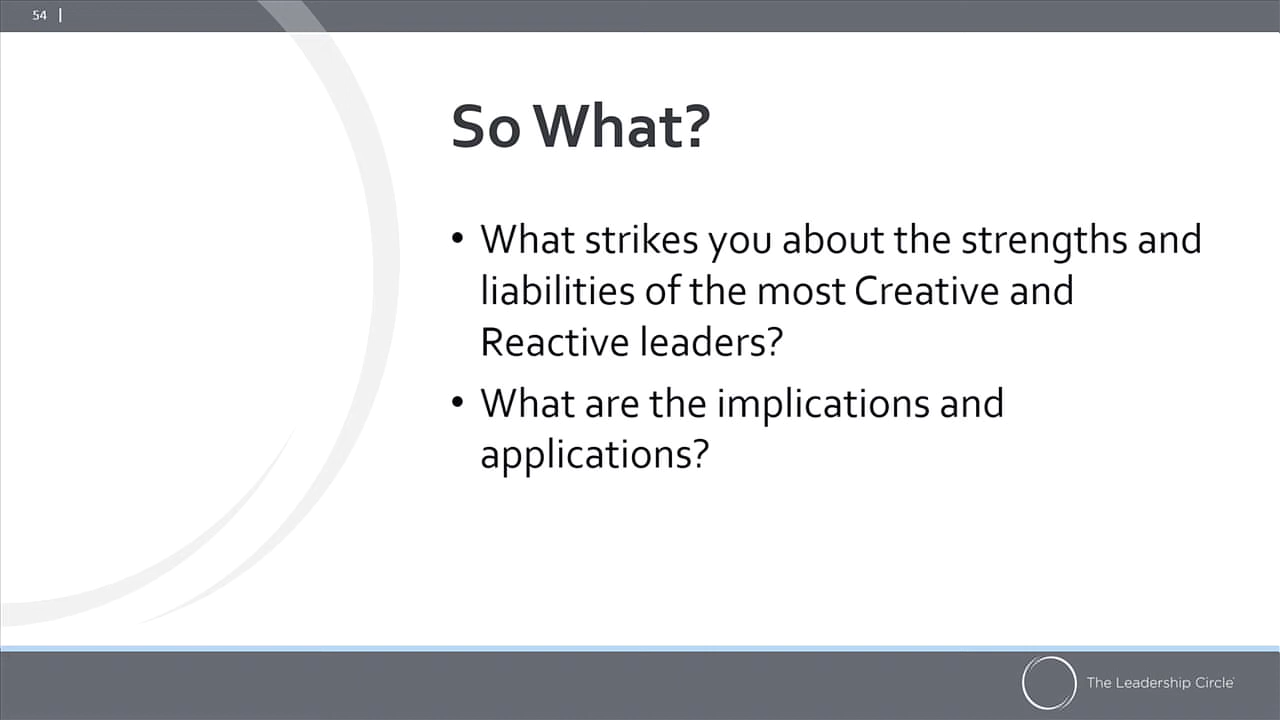 54 |
So What?
• What strikes you about the strengths and
liabilities of the most Creative and
Reactive leaders?
• What are the implications and
applications?
The Leadership Circle